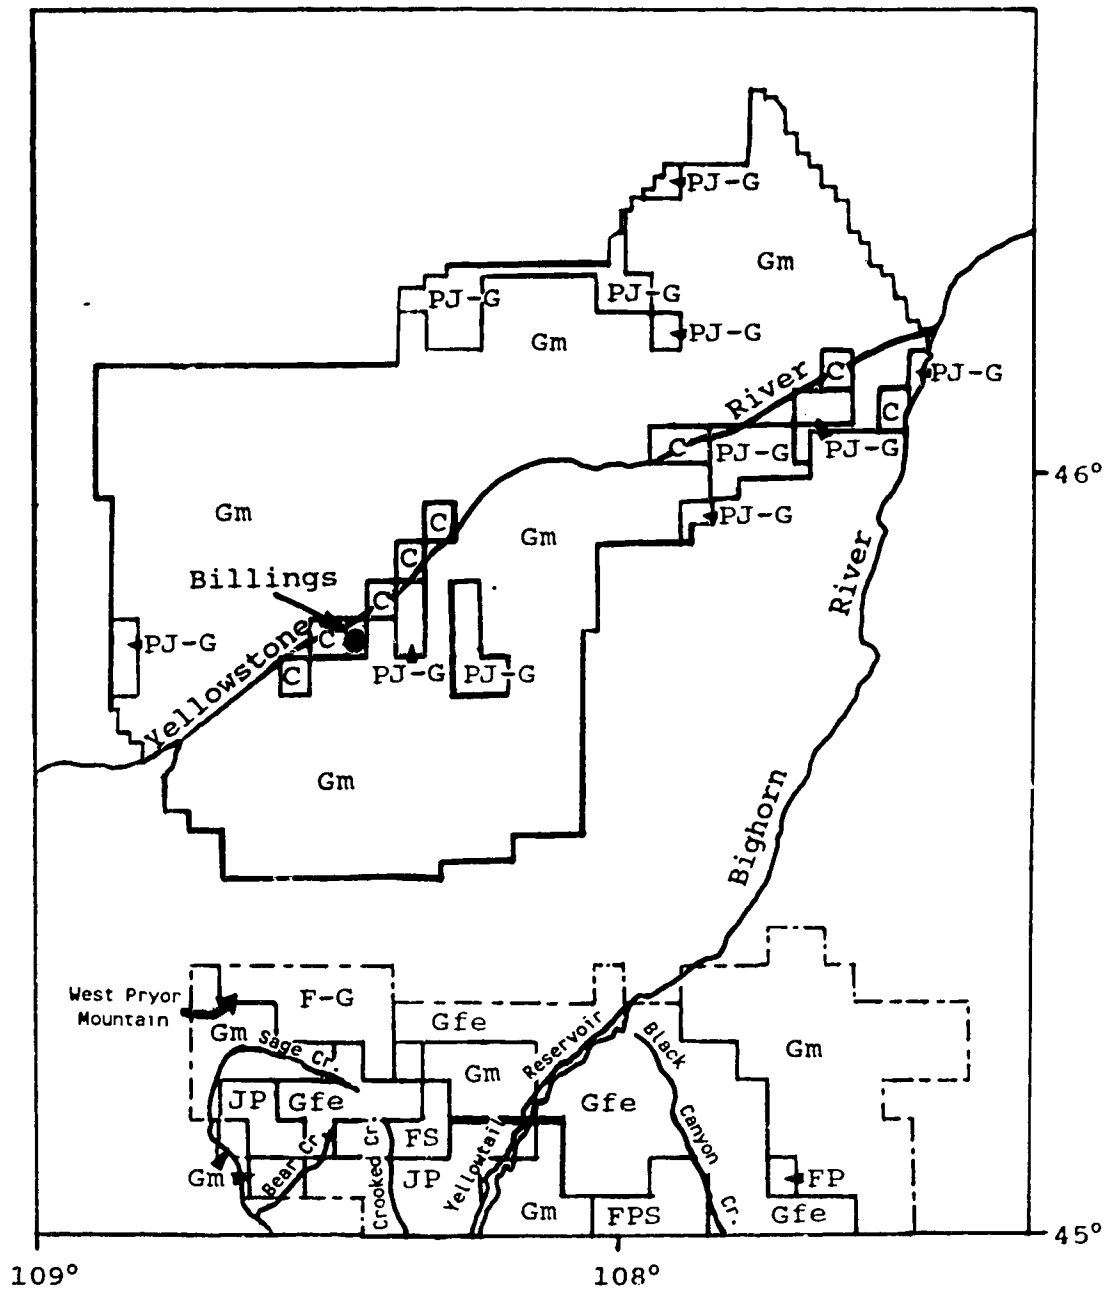 PJ-G
Gm
PJ-G
PJ-G
PJ-G
Gm
River
C
PJ-G
C
C
PJ-G
PJ-G
46°
Gm
C
Gm
PJ-G
C
Billings
C
C
PJ-G
Yellowstone
C
PJ-G
PJ-G
River
Gm
Bighorn
West Pryor
Mountain
F-G
Gm
Sage Cr.
Gfe
Reservoir
Black
Gm
Gm
JP
Gfe
Gfe
Canyon
FS
Bear Cr.
Crooked Cr.
JP
Yellowtail
Gm
FP
Gm
FPS
Cr.
Gfe
45°
109°
108°